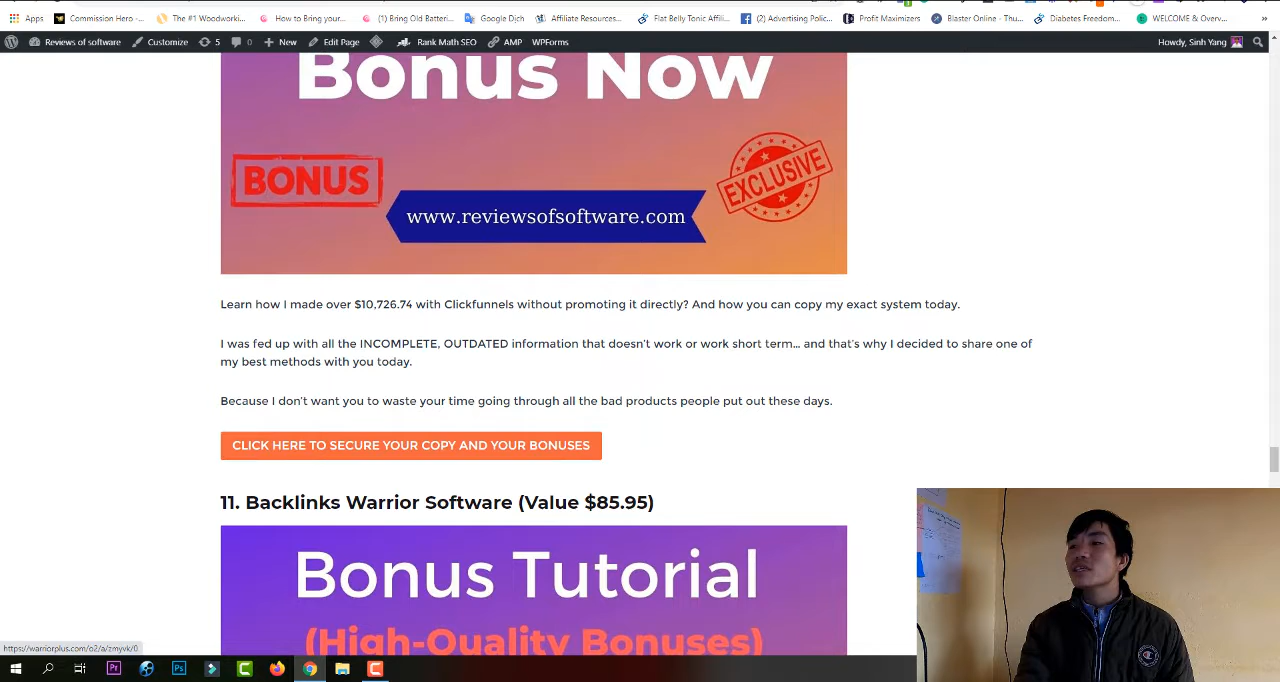 Apps
Commission Hero -...
The #1 Woodworki...
How to Bring your...
(1) Bring Old Batteri...
Google Dịch
Affiliate Resources...
Flat Belly Tonic Affili...
(2) Advertising Polic...
Profit Maximizers
Blaster Online - Thu...
Diabetes Freedom...
WELCOME & Overv...
»
Reviews of software
Customize
5
0
New
Edit Page
Rank Math SEO
AMP
WPForms
Howdy, Sinh Yang
Bonus Now
BONUS
EXCLUSIVE
www.reviewsofsoftware.com
Learn how I made over $10,726.74 with Clickfunnels without promoting it directly? And how you can copy my exact system today.
I was fed up with all the INCOMPLETE, OUTDATED information that doesn't work or work short term... and that's why I decided to share one of
my best methods with you today.
Because I don't want you to waste your time going through all the bad products people put out these days.
CLICK HERE TO SECURE YOUR COPY AND YOUR BONUSES
11. Backlinks Warrior Software (Value $85.95)
Bonus Tutorial
(High-Quality Bonuses)
https://warriorplus.com/o2/a/zmyvk/0